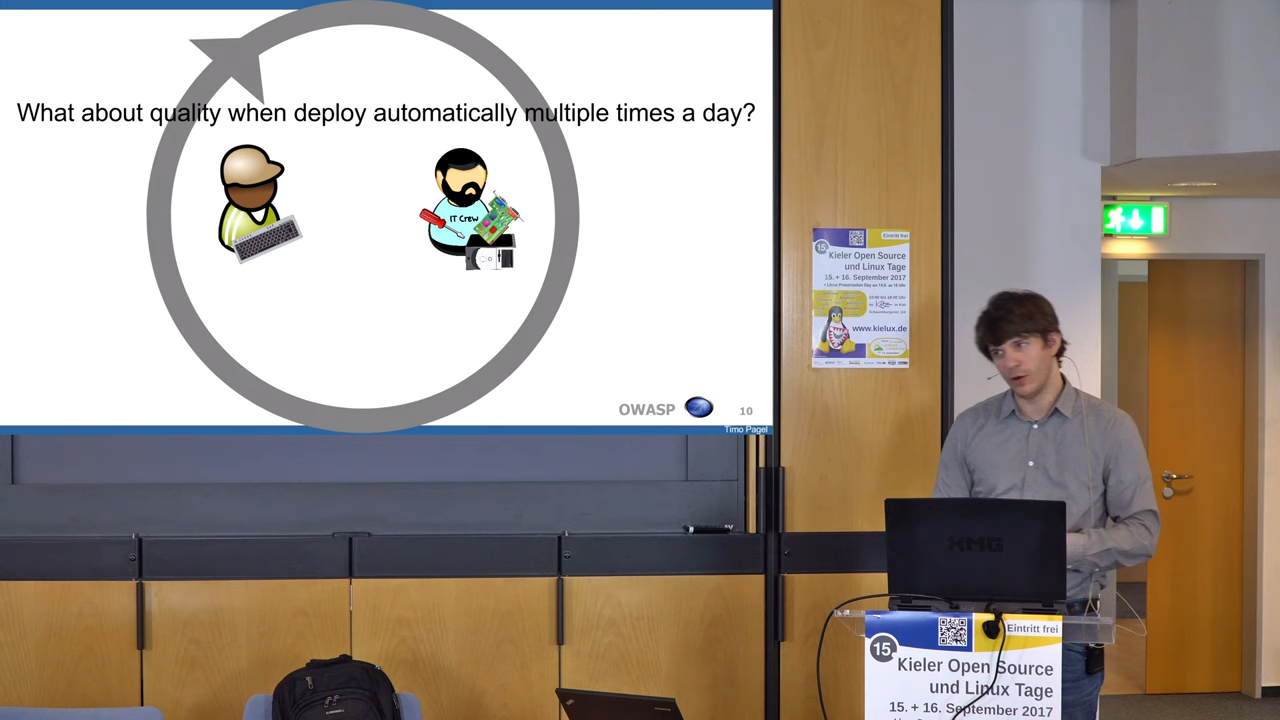 What about quality when deploy automatically multiple times a day?
IT Crew
OWASP
10
Timo Pagel
Eintritt frei
15.
Kieler Open Source
und Linux Tage
15. + 16. September 2017
www.kielux.de
XMG
Eintritt frei
15.
Kieler Open Source
und Linux Tage
15. + 16. September 2017